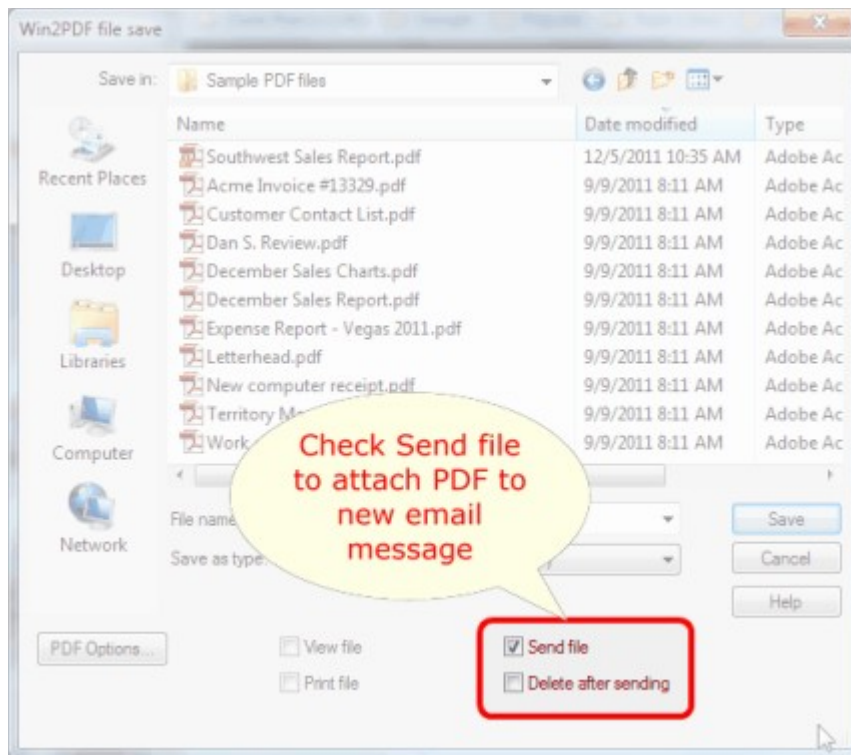 Win2PDF file save
Save in: Sample PDF files
Name Date modified Type
Recent Places
Desktop
Libraries
Computer
Network
Southwest Sales Report.pdf 12/5/2011 10:35 AM Adobe Ac
Acme Invoice #13329.pdf 9/9/2011 8:11 AM Adobe Ac
Customer Contact List.pdf 9/9/2011 8:11 AM Adobe Ac
Dan S. Review.pdf 9/9/2011 8:11 AM Adobe Ac
December Sales Charts.pdf 9/9/2011 8:11 AM Adobe Ac
December Sales Report.pdf 9/9/2011 8:11 AM Adobe Ac
Expense Report - Vegas 2011.pdf 9/9/2011 8:11 AM Adobe Ac
Letterhead.pdf 9/9/2011 8:11 AM Adobe Ac
New computer receipt.pdf 9/9/2011 8:11 AM Adobe Ac
Territory 9/9/2011 8:11 AM Adobe Ac
Work 9/9/2011 8:11 AM Adobe Ac
Check Send file
to attach PDF to
new email
message
File name
Save
Save as type:
Cancel
Help
PDF Options...
View file
Send file
Print file
Delete after sending